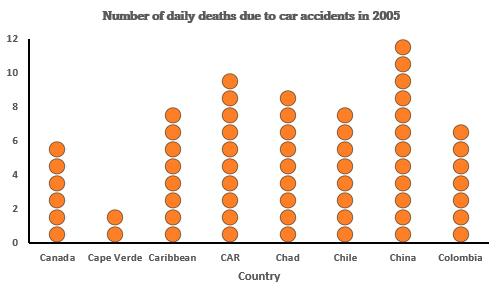 Number of daily deaths due to car accidents in 2005
12
10
8
6
4
2
0
Canada Cape Verde Caribbean CAR Chad Chile China Colombia
Country